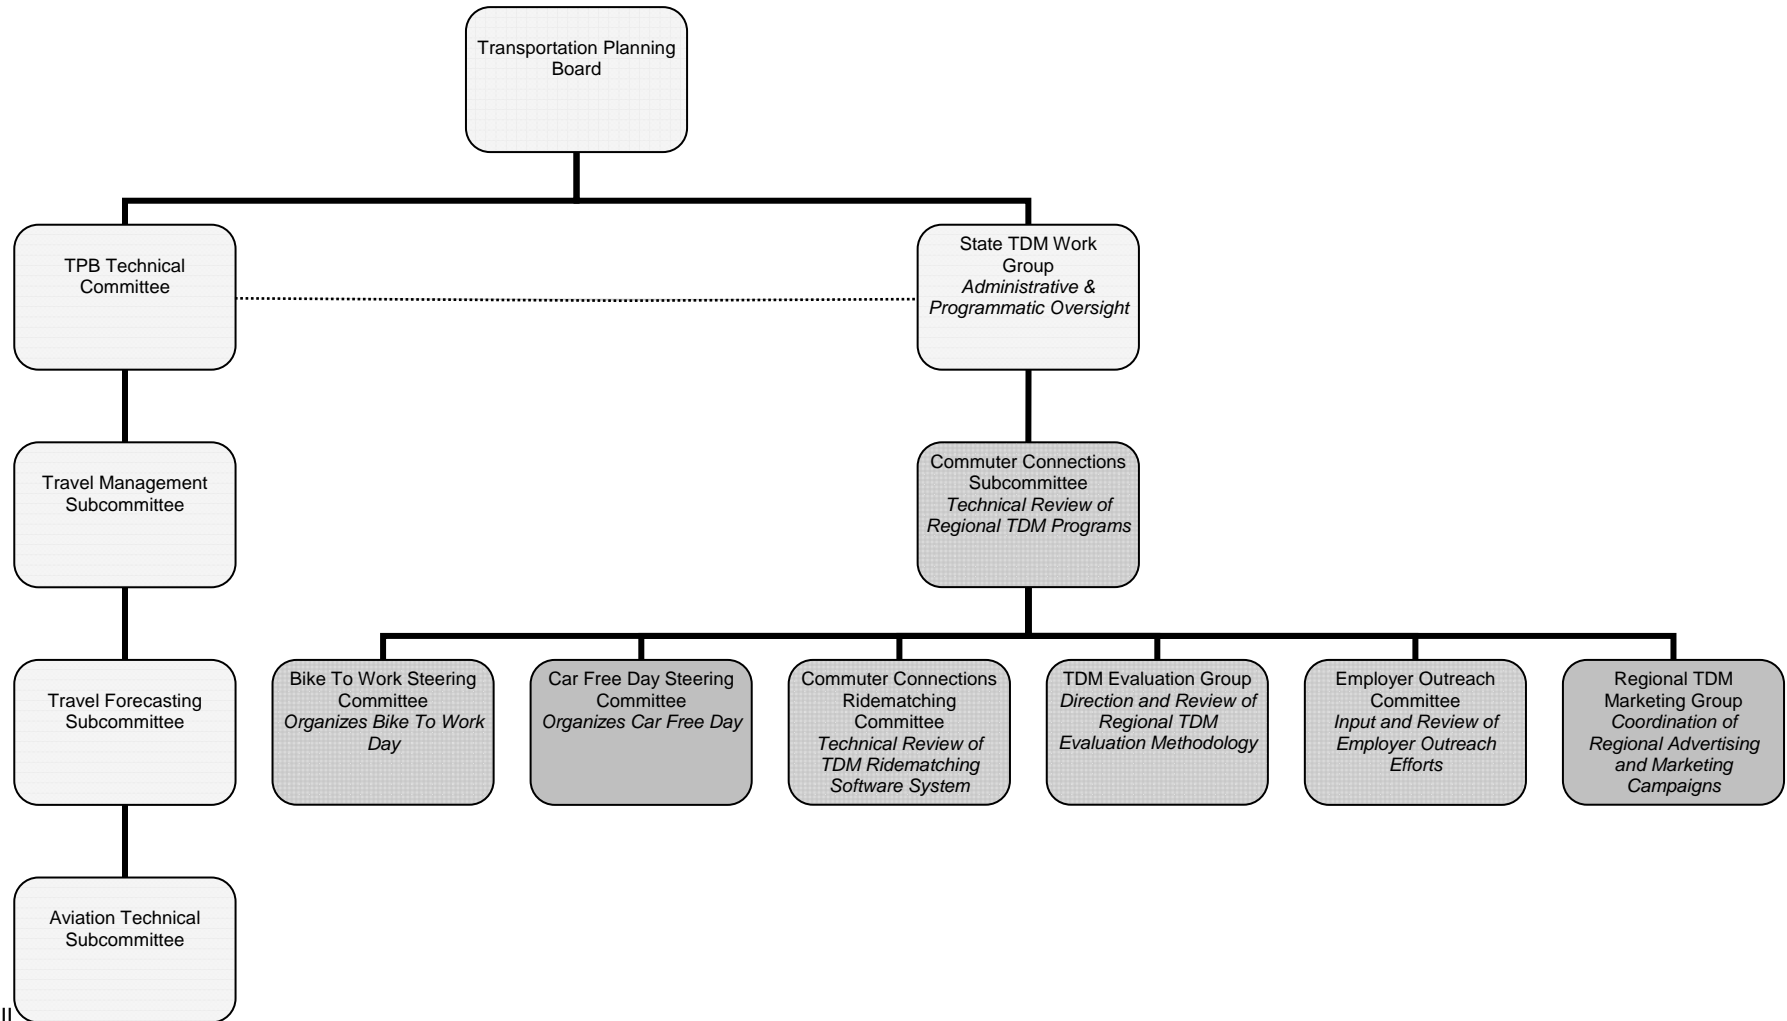 Transportation Planning
Board
TPB Technical
Committee
State TDM Work
Group
Administrative &
Programmatic Oversight
Travel Management
Subcommittee
Commuter Connections
Subcommittee
Technical Review of
Regional TDM Programs
Travel Forecasting
Subcommittee
Bike To Work Steering
Committee
Organizes Bike To Work
Day
Car Free Day Steering
Committee
Organizes Car Free Day
Commuter Connections
Ridematching
Committee
Technical Review of
TDM Ridematching
Software System
TDM Evaluation Group
Direction and Review of
Regional TDM
Evaluation Methodology
Employer Outreach
Committee
Input and Review of
Employer Outreach
Efforts
Regional TDM
Marketing Group
Coordination of
Regional Advertising
and Marketing
Campaigns
Aviation Technical
Subcommittee
II